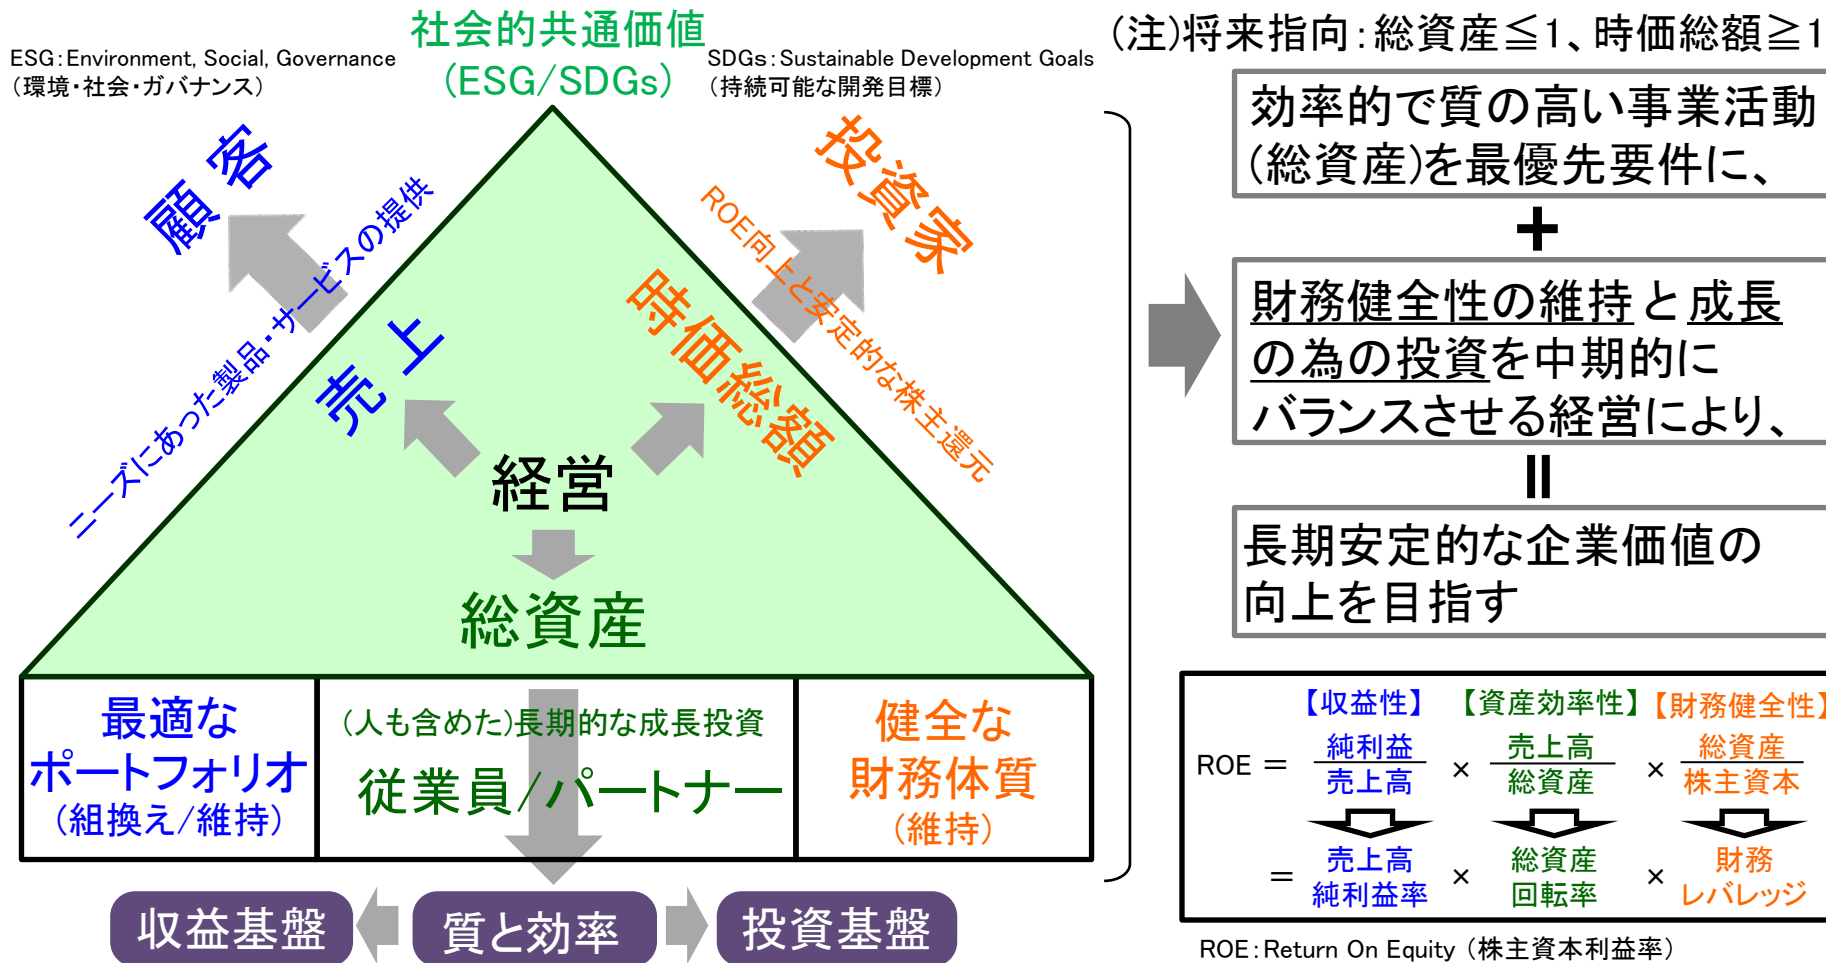 社会的共通価値
(ESG/SDGs)
ESG：Environment, Social, Governance
（環境・社会・ガバナンス）
SDGs：Sustainable Development Goals
（持続可能な開発目標）
顧客
ニーズにあった製品・サービスの提供
売上
投資家
ROE向上と安定的な株主還元
時価総額
経営
総資産
最適な
ポートフォリオ
(組換え/維持)
(人も含めた)長期的な成長投資
従業員/パートナー
健全な
財務体質
(維持)
収益基盤
質と効率
投資基盤
(注)将来指向：総資産≦1、時価総額≧1
効率的で質の高い事業活動
(総資産)を最優先要件に、
＋
財務健全性の維持と成長
の為の投資を中期的に
バランスさせる経営により、
＝
長期安定的な企業価値の
向上を目指す
【収益性】 【資産効率性】 【財務健全性】
ROE ＝ 純利益/売上高 × 売上高/総資産 × 総資産/株主資本
＝ 売上高 × 総資産 × 財務
純利益率 回転率 レバレッジ
ROE：Return On Equity （株主資本利益率）